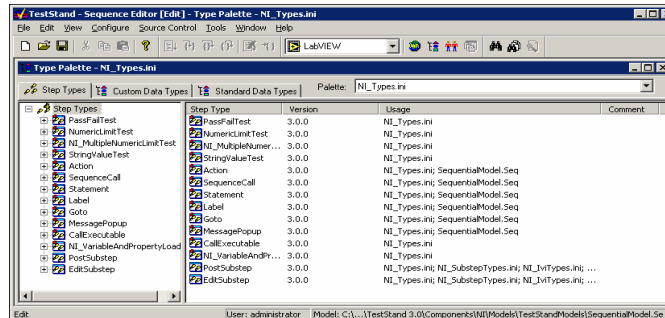 TestStand - Sequence Editor [Edit] - Type Palette - NI_Types.ini
File Edit View Configure Source Control Tools Window Help
LabVIEW
Type Palette - NI_Types.ini
Step Types Custom Data Types Standard Data Types Palette: NI_Types.ini
Step Types
PassFailTest
NumericLimitTest
NI_MultipleNumericLimitTest
StringValueTest
Action
SequenceCall
Statement
Label
Goto
MessagePopup
CallExecutable
NI_VariableAndPropertyLoad
PostSubstep
EditSubstep
Step Type Version Usage Comment
PassFailTest 3.0.0 NI_Types.ini
NumericLimitTest 3.0.0 NI_Types.ini
NI_MultipleNumer... 3.0.0 NI_Types.ini
StringValueTest 3.0.0 NI_Types.ini
Action 3.0.0 NI_Types.ini; SequentialModel.Seq
SequenceCall 3.0.0 NI_Types.ini; SequentialModel.Seq
Statement 3.0.0 NI_Types.ini; SequentialModel.Seq
Label 3.0.0 NI_Types.ini; SequentialModel.Seq
Goto 3.0.0 NI_Types.ini; SequentialModel.Seq
MessagePopup 3.0.0 NI_Types.ini; SequentialModel.Seq
CallExecutable 3.0.0 NI_Types.ini
NI_VariableAndPr... 3.0.0 NI_Types.ini
PostSubstep 3.0.0 NI_Types.ini; NI_SubstepTypes.ini; NI_IviTypes.ini; ...
EditSubstep 3.0.0 NI_Types.ini; NI_SubstepTypes.ini; NI_IviTypes.ini; ...
Edit User: administrator Model: C:\...\TestStand 3.0\Components\NI\Models\TestStandModels\SequentialModel.Se